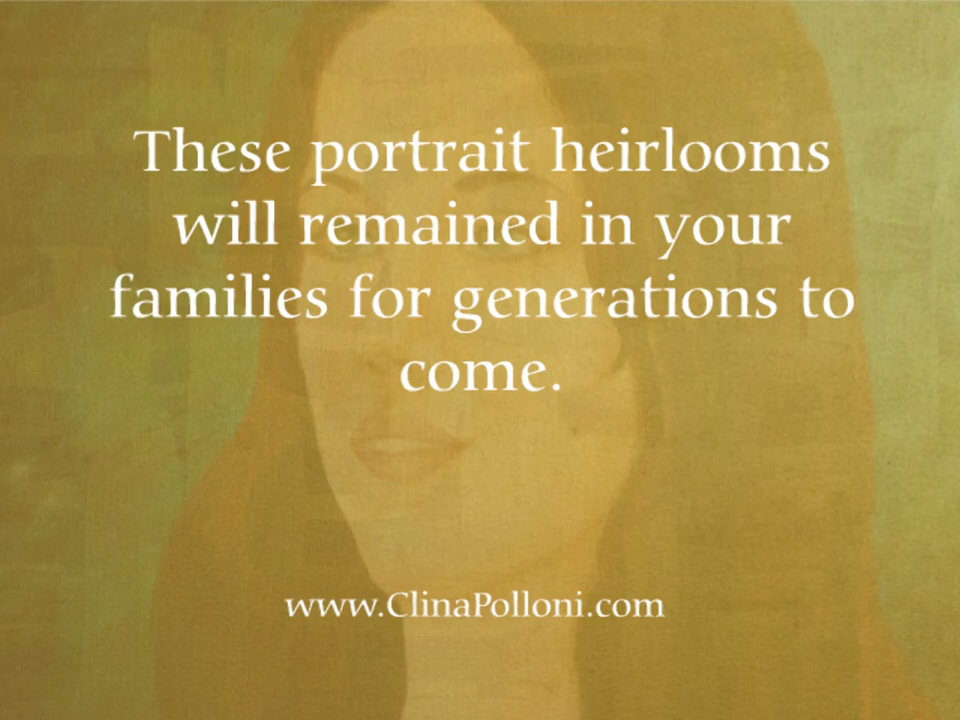 These portrait heirlooms
will remained in your
families for generations to
come.
www.ClinaPolloni.com